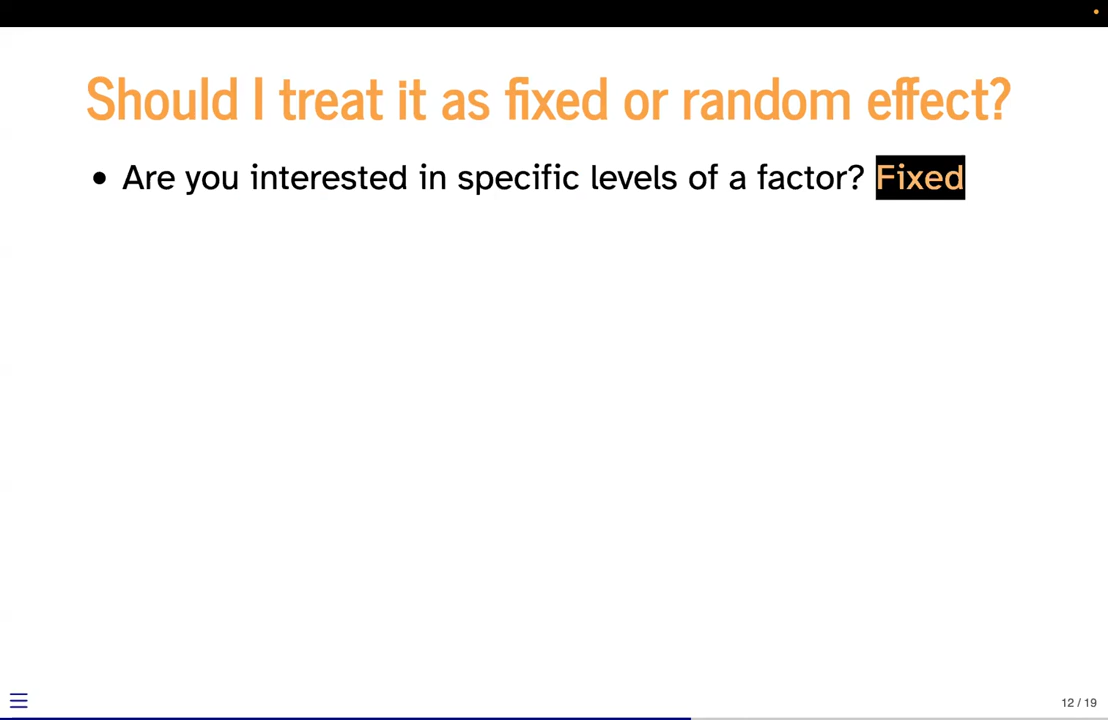 Should I treat it as fixed or random effect?
• Are you interested in specific levels of a factor? Fixed
12 / 19